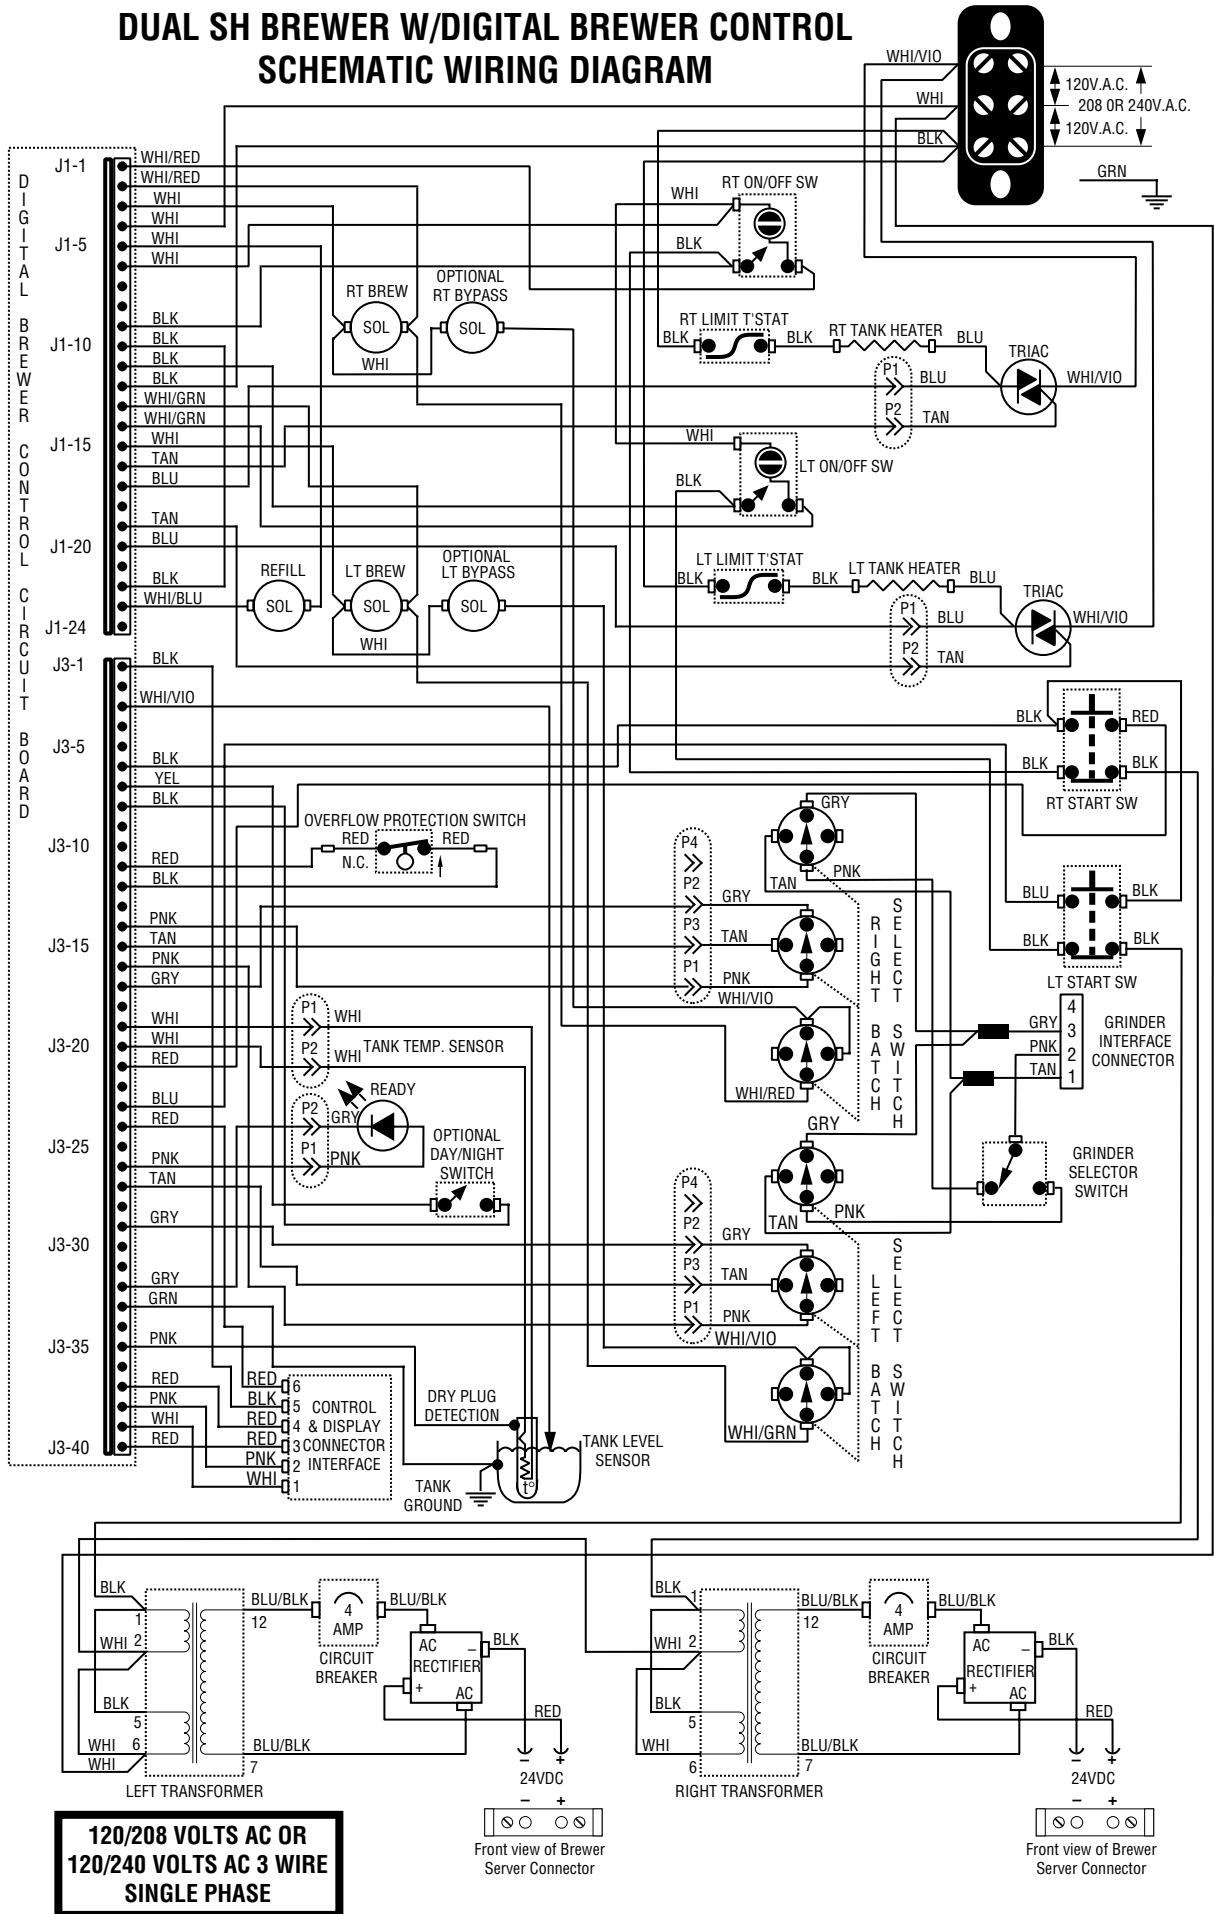 DUAL SH BREWER W/DIGITAL BREWER CONTROL
SCHEMATIC WIRING DIAGRAM
WHI/VIO
WHI
BLK
120V.A.C.
208 OR 240V.A.C.
120V.A.C.
GRN
DIGITAL BREWER CONTROL CIRCUIT BOARD
J1-1
WHI/RED
WHI/RED
WHI
WHI
J1-5
WHI
WHI
BLK
J1-10
BLK
BLK
BLK
WHI/GRN
WHI/GRN
J1-15
WHI
TAN
BLU
TAN
J1-20
BLU
BLK
WHI/BLU
J1-24
RT ON/OFF SW
WHI
BLK
RT BREW
SOL
OPTIONAL
RT BYPASS
SOL
WHI
RT LIMIT T'STAT
BLK
BLK
RT TANK HEATER
BLU
TRIAC
WHI/VIO
P1
BLU
P2
TAN
WHI
LT ON/OFF SW
BLK
REFILL
SOL
LT BREW
SOL
OPTIONAL
LT BYPASS
SOL
WHI
LT LIMIT T'STAT
BLK
BLK
LT TANK HEATER
BLU
TRIAC
WHI/VIO
P1
BLU
P2
TAN
J3-1
BLK
WHI/VIO
J3-5
BLK
YEL
BLK
J3-10
RED
BLK
PNK
J3-15
TAN
PNK
GRY
WHI
J3-20
WHI
RED
BLU
RED
J3-25
PNK
TAN
GRY
J3-30
GRY
GRN
J3-35
PNK
RED
PNK
WHI
J3-40
RED
BLK
RED
BLK
BLK
RT START SW
BLU
BLK
BLK
BLK
LT START SW
OVERFLOW PROTECTION SWITCH
RED
RED
N.C.
GRY
PNK
TAN
P4
P2
GRY
P3
TAN
P1
PNK
WHI/VIO
WHI/RED
RIGHT BATCH
SELECT SWITCH
P1
WHI
P2
WHI
TANK TEMP. SENSOR
READY
P2
GRY
P1
PNK
OPTIONAL
DAY/NIGHT
SWITCH
4
GRY
3
PNK
2
TAN
1
GRINDER
INTERFACE
CONNECTOR
GRINDER
SELECTOR
SWITCH
GRY
PNK
TAN
P4
P2
GRY
P3
TAN
P1
PNK
WHI/VIO
WHI/GRN
LEFT BATCH
SELECT SWITCH
RED
6
BLK
5
RED
4
RED
3
PNK
2
WHI
1
CONTROL
& DISPLAY
CONNECTOR
INTERFACE
DRY PLUG
DETECTION
TANK LEVEL
SENSOR
TANK
GROUND
t°
BLK
1
WHI
2
BLK
5
WHI
6
WHI
BLU/BLK
12
BLU/BLK
7
LEFT TRANSFORMER
4
AMP
CIRCUIT
BREAKER
BLU/BLK
AC
–
RECTIFIER
+
AC
BLK
RED
–
+
24VDC
–
+
Front view of Brewer
Server Connector
BLK
1
WHI
2
BLK
5
WHI
6
BLU/BLK
12
BLU/BLK
7
RIGHT TRANSFORMER
4
AMP
CIRCUIT
BREAKER
BLU/BLK
AC
–
RECTIFIER
+
AC
BLK
RED
–
+
24VDC
–
+
Front view of Brewer
Server Connector
120/208 VOLTS AC OR
120/240 VOLTS AC 3 WIRE
SINGLE PHASE